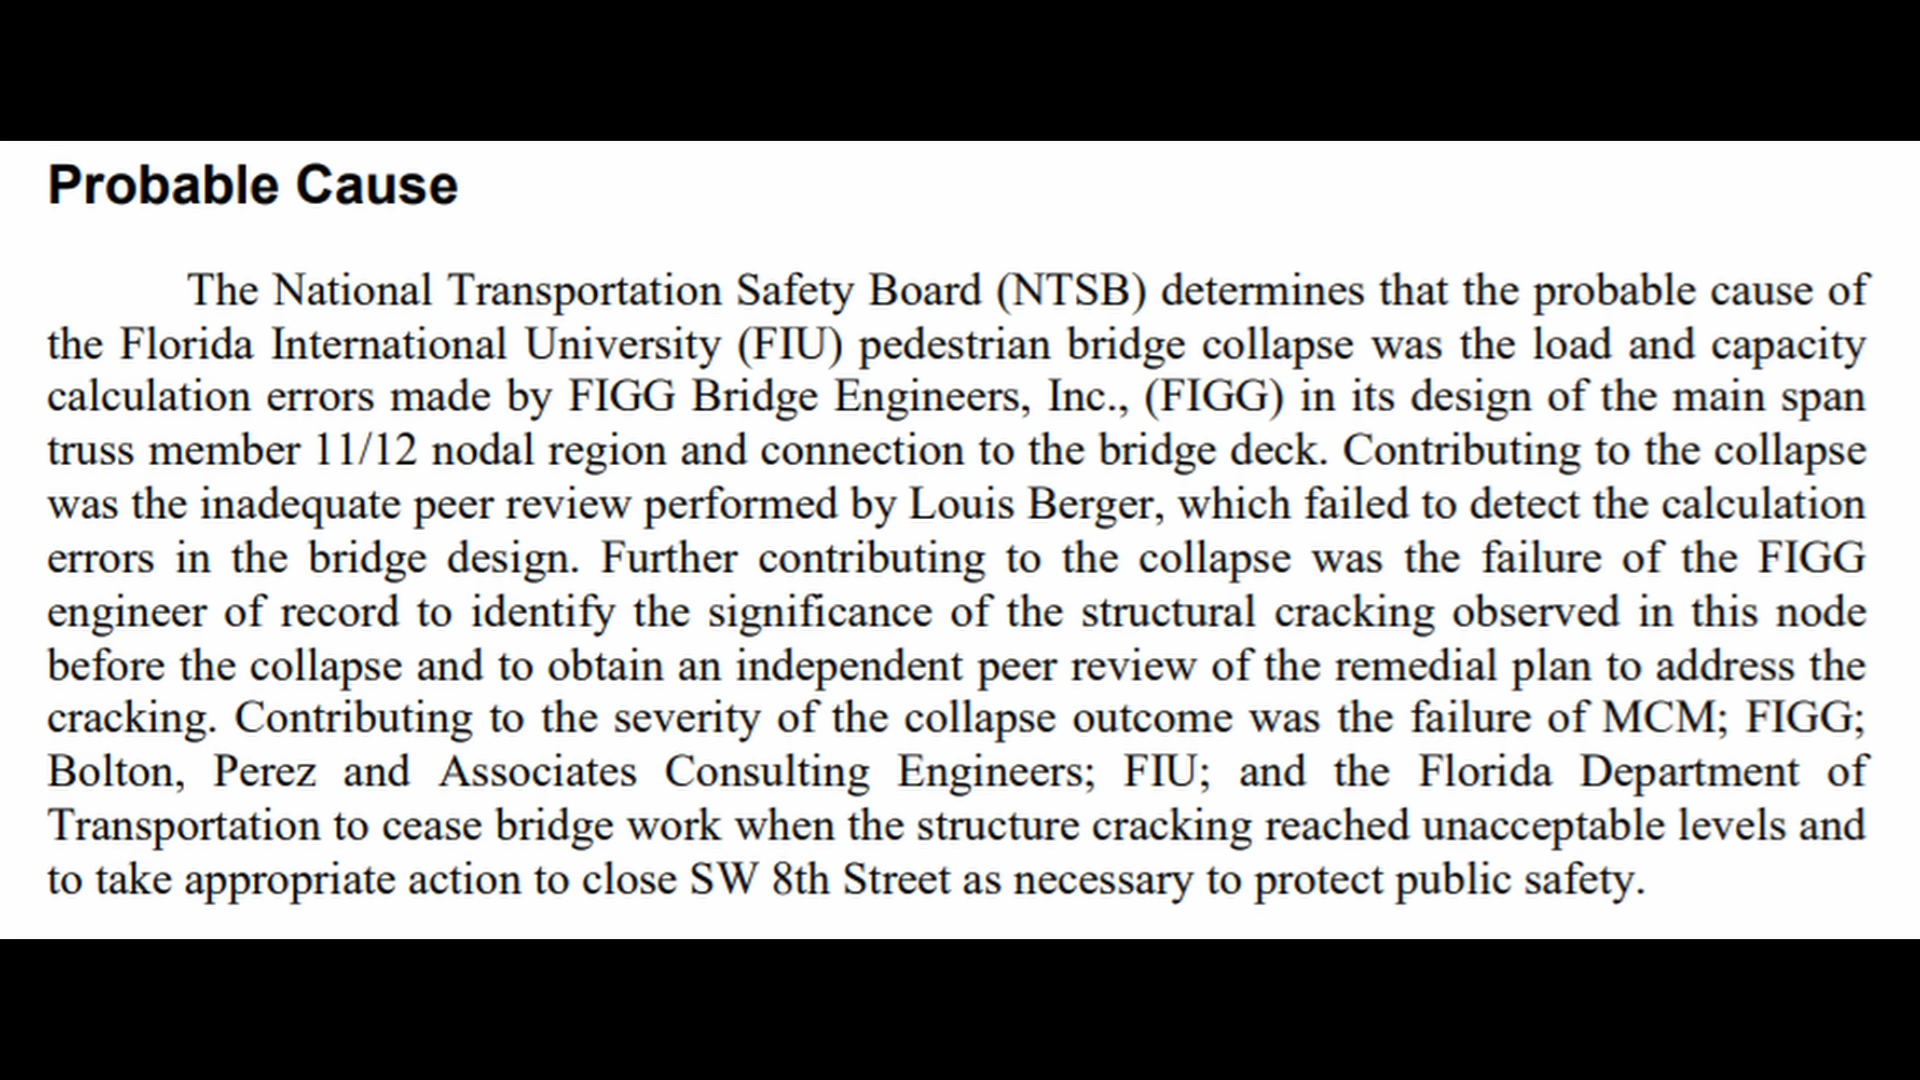 Probable Cause
The National Transportation Safety Board (NTSB) determines that the probable cause of
the Florida International University (FIU) pedestrian bridge collapse was the load and capacity
calculation errors made by FIGG Bridge Engineers, Inc., (FIGG) in its design of the main span
truss member 11/12 nodal region and connection to the bridge deck. Contributing to the collapse
was the inadequate peer review performed by Louis Berger, which failed to detect the calculation
errors in the bridge design. Further contributing to the collapse was the failure of the FIGG
engineer of record to identify the significance of the structural cracking observed in this node
before the collapse and to obtain an independent peer review of the remedial plan to address the
cracking. Contributing to the severity of the collapse outcome was the failure of MCM; FIGG;
Bolton, Perez and Associates Consulting Engineers; FIU; and the Florida Department of
Transportation to cease bridge work when the structure cracking reached unacceptable levels and
to take appropriate action to close SW 8th Street as necessary to protect public safety.